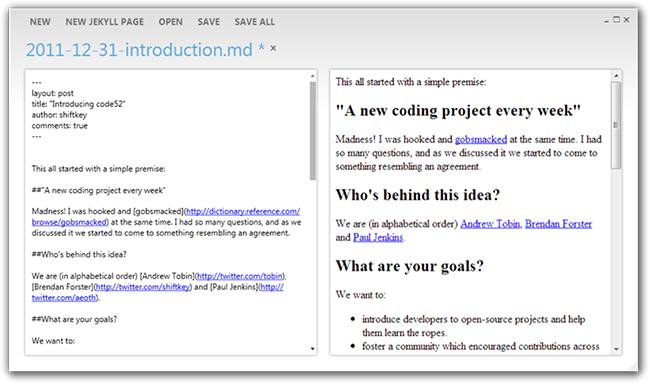 NEW NEW JEKYLL PAGE OPEN SAVE SAVE ALL
2011-12-31-introduction.md * ×
---
layout: post
title: "Introducing code52"
author: shiftkey
comments: true
---
This all started with a simple premise:
##"A new coding project every week"
Madness! I was hooked and [gobsmacked](http://dictionary.reference.com/
browse/gobsmacked) at the same time. I had so many questions, and as we
discussed it we started to come to something resembling an agreement.
##Who's behind this idea?
We are (in alphabetical order) [Andrew Tobin](http://twitter.com/tobin),
[Brendan Forster](http://twitter.com/shiftkey) and [Paul Jenkins](http://
twitter.com/aeoth).
##What are your goals?
We want to:
This all started with a simple premise:
"A new coding project every week"
Madness! I was hooked and gobsmacked at the same time. I had
so many questions, and as we discussed it we started to come to
something resembling an agreement.
Who's behind this idea?
We are (in alphabetical order) Andrew Tobin, Brendan Forster
and Paul Jenkins.
What are your goals?
We want to:
• introduce developers to open-source projects and help
them learn the ropes.
• foster a community which encouraged contributions across